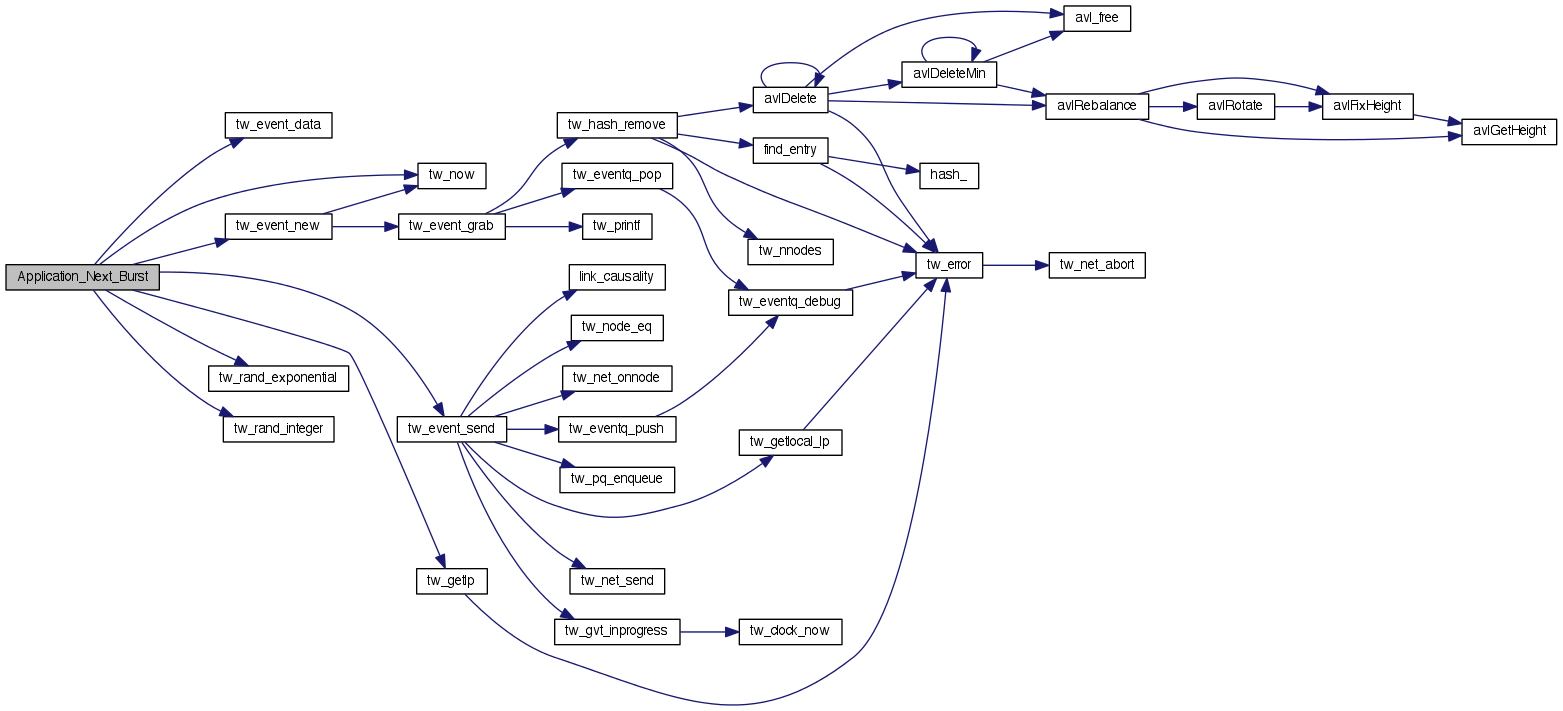 Application_Next_Burst
tw_event_data
tw_now
tw_event_new
tw_event_grab
tw_hash_remove
tw_eventq_pop
tw_printf
avlDelete
avlDeleteMin
avl_free
avlRebalance
avlRotate
avlFixHeight
avlGetHeight
find_entry
hash_
tw_nnodes
tw_error
tw_net_abort
link_causality
tw_eventq_debug
tw_node_eq
tw_rand_exponential
tw_net_onnode
tw_rand_integer
tw_event_send
tw_eventq_push
tw_getlocal_lp
tw_pq_enqueue
tw_getlp
tw_net_send
tw_gvt_inprogress
tw_clock_now